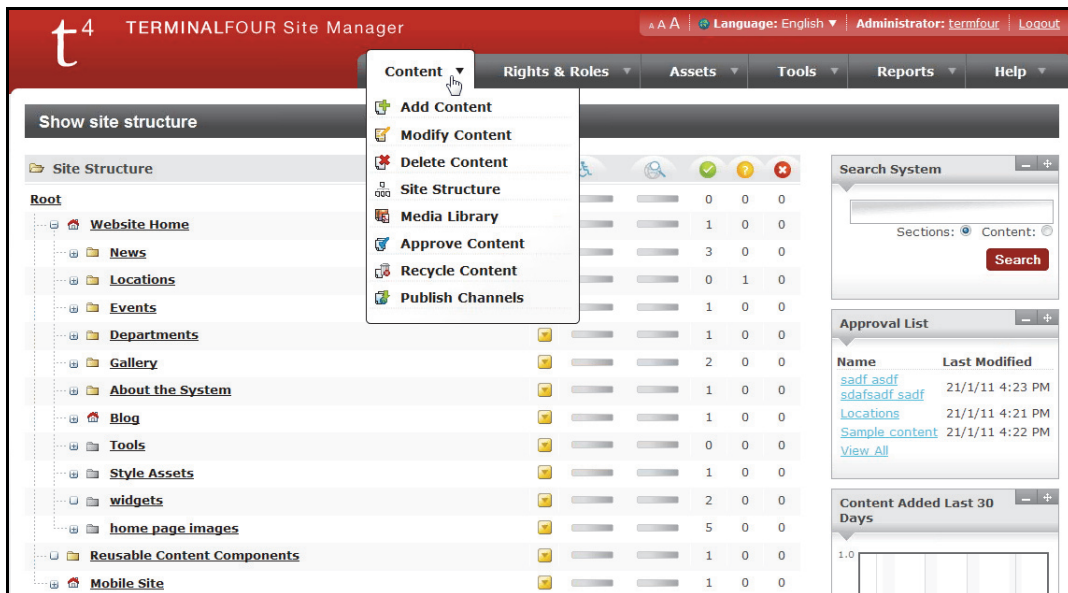 t4 TERMINALFOUR Site Manager
A A A Language: English ▼ Administrator: termfour Logout
Content ▼ Rights & Roles ▼ Assets ▼ Tools ▼ Reports ▼ Help ▼
Add Content
Modify Content
Delete Content
Site Structure
Media Library
Approve Content
Recycle Content
Publish Channels
Show site structure
Site Structure
Root 0 0 0
Website Home 1 0 0
News 3 0 0
Locations 0 1 0
Events 1 0 0
Departments 1 0 0
Gallery 2 0 0
About the System 1 0 0
Blog 1 0 0
Tools 0 0 0
Style Assets 1 0 0
widgets 2 0 0
home page images 5 0 0
Reusable Content Components 1 0 0
Mobile Site 1 0 0
Search System
Sections: Content:
Search
Approval List
Name Last Modified
sadf asdf
sdafsadf sadf 21/1/11 4:23 PM
Locations 21/1/11 4:21 PM
Sample content 21/1/11 4:22 PM
View All
Content Added Last 30
Days
1.0